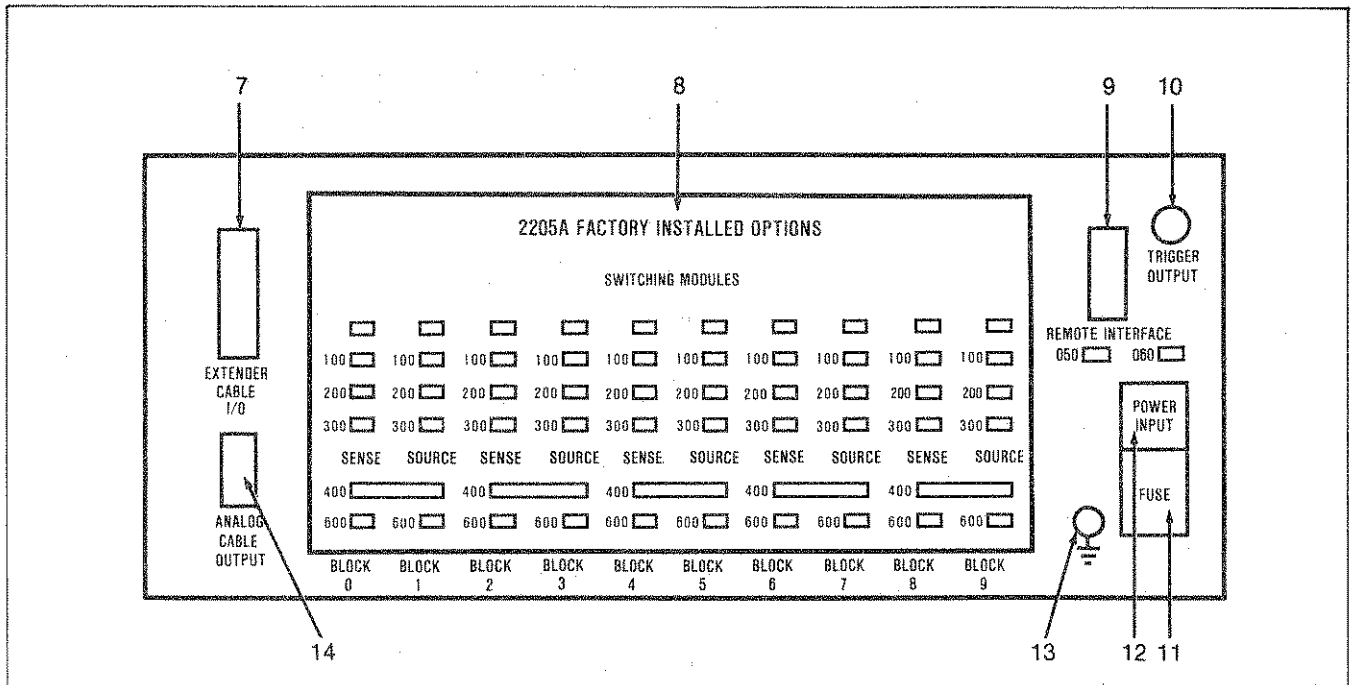 7 8 9 10
2205A FACTORY INSTALLED OPTIONS
SWITCHING MODULES
100 100 100 100 100 100 100 100 100 100
200 200 200 200 200 200 200 200 200 200
300 300 300 300 300 300 300 300 300 300
SENSE SOURCE SENSE SOURCE SENSE SOURCE SENSE SOURCE SENSE SOURCE
400 400 400 400 400
600 600 600 600 600 600 600 600 600 600
BLOCK BLOCK BLOCK BLOCK BLOCK BLOCK BLOCK BLOCK BLOCK BLOCK
0 1 2 3 4 5 6 7 8 9
EXTENDER
CABLE
I/O
ANALOG
CABLE
OUTPUT
TRIGGER
OUTPUT
REMOTE INTERFACE
050 060
POWER
INPUT
FUSE
14 13 12 11